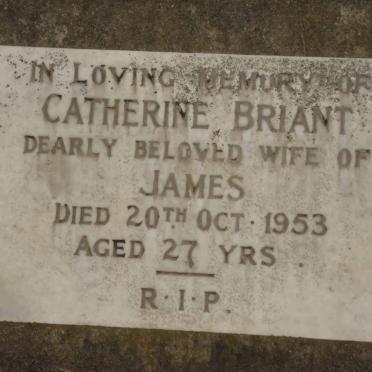 IN LOVING MEMORY OF
CATHERINE BRIANT
DEARLY BELOVED WIFE OF
JAMES
DIED 20TH OCT · 1953
AGED 27 YRS .
R·I·P.